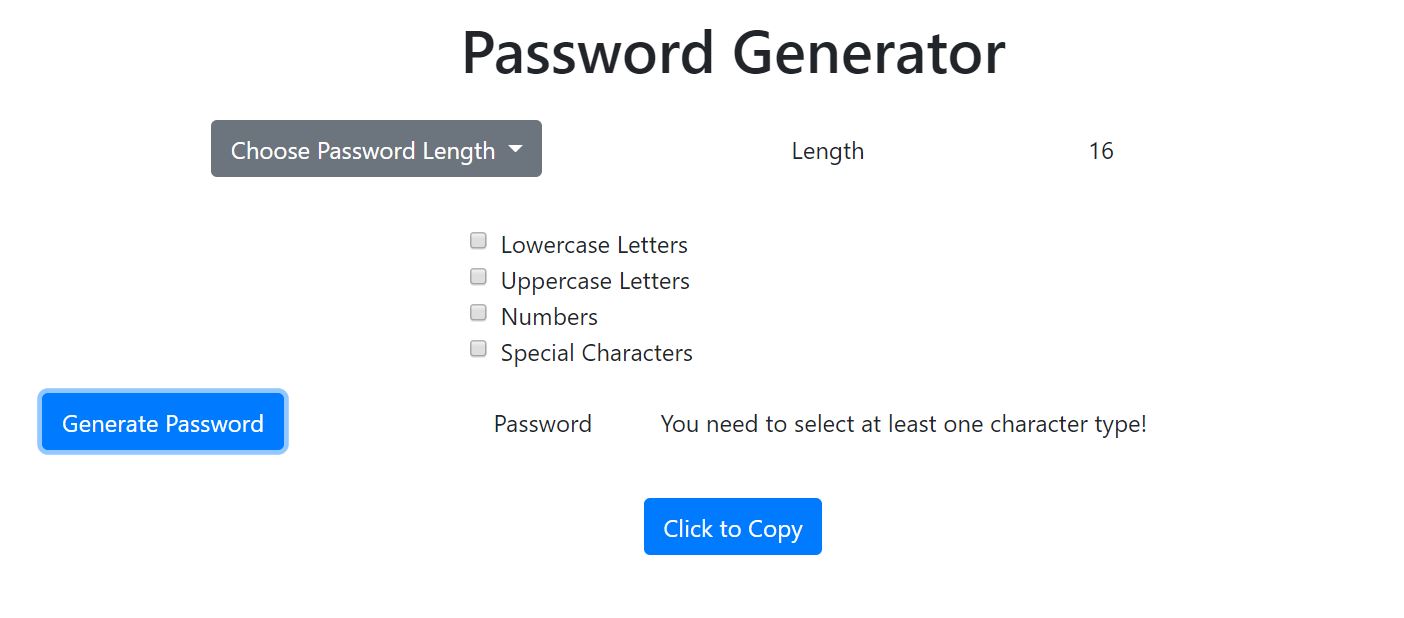 Password Generator
Choose Password Length Length 16
Lowercase Letters
Uppercase Letters
Numbers
Special Characters
Generate Password Password You need to select at least one character type!
Click to Copy